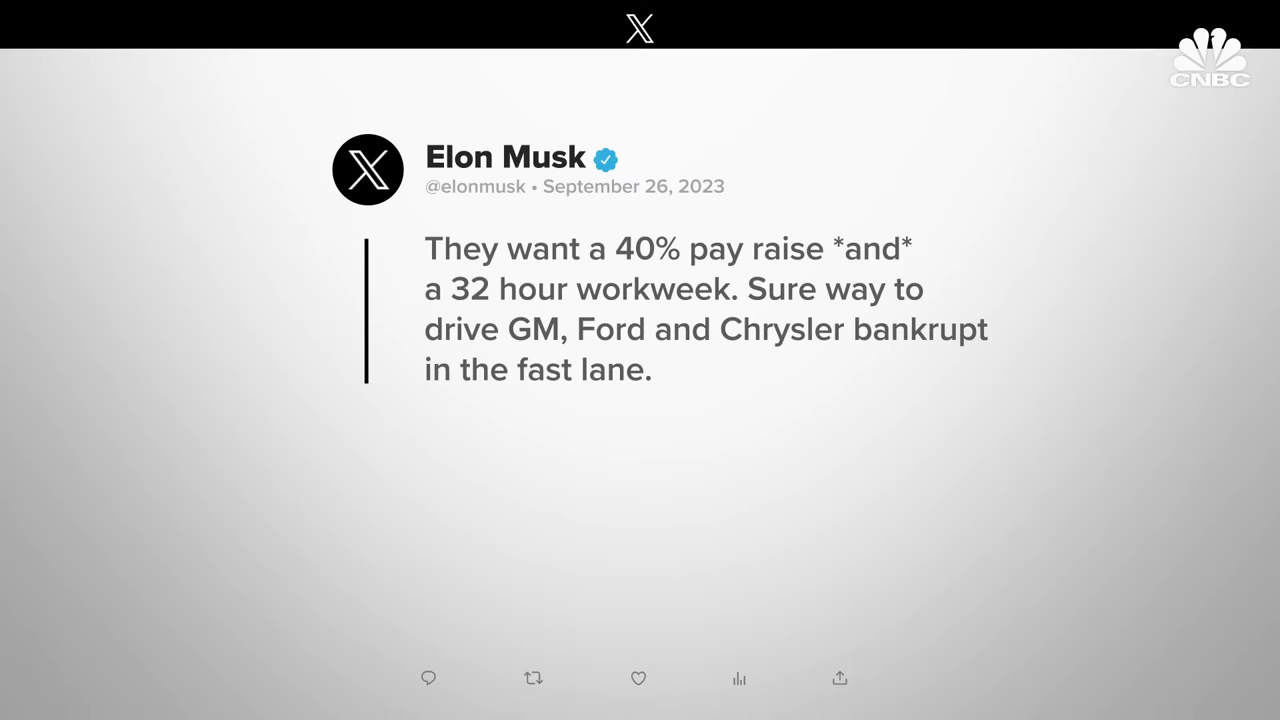 CNBC
Elon Musk
@elonmusk • September 26, 2023
They want a 40% pay raise *and*
a 32 hour workweek. Sure way to
drive GM, Ford and Chrysler bankrupt
in the fast lane.